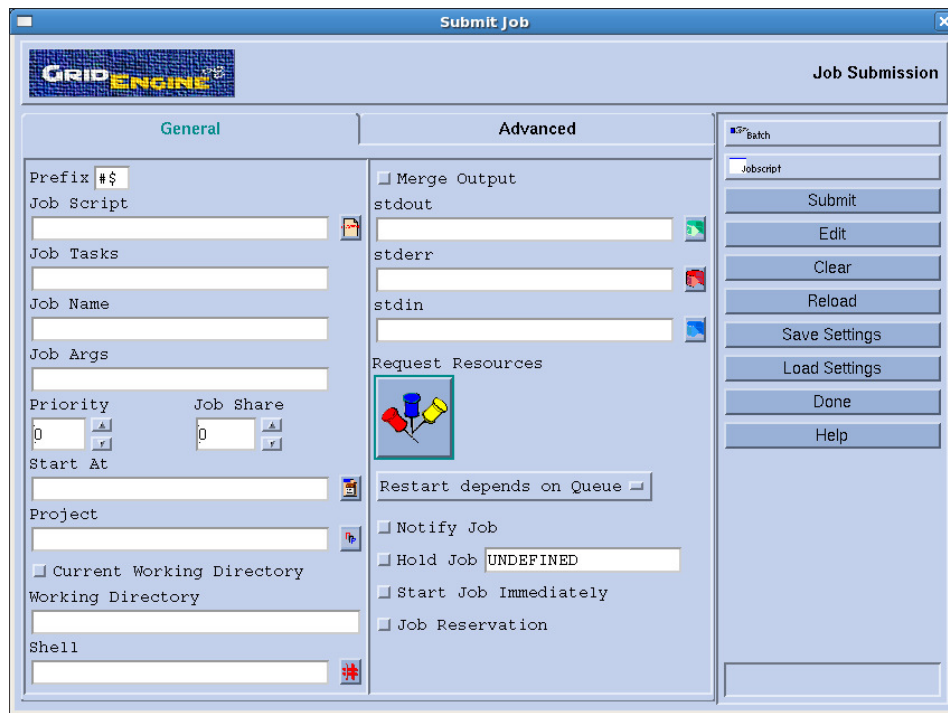 Submit Job
GRID ENGINE
Job Submission
General
Advanced
Prefix #$
Job Script
Job Tasks
Job Name
Job Args
Priority Job Share
0 0
Start At
Project
Current Working Directory
Working Directory
Shell
Merge Output
stdout
stderr
stdin
Request Resources
Restart depends on Queue
Notify Job
Hold Job UNDEFINED
Start Job Immediately
Job Reservation
Batch
Jobscript
Submit
Edit
Clear
Reload
Save Settings
Load Settings
Done
Help